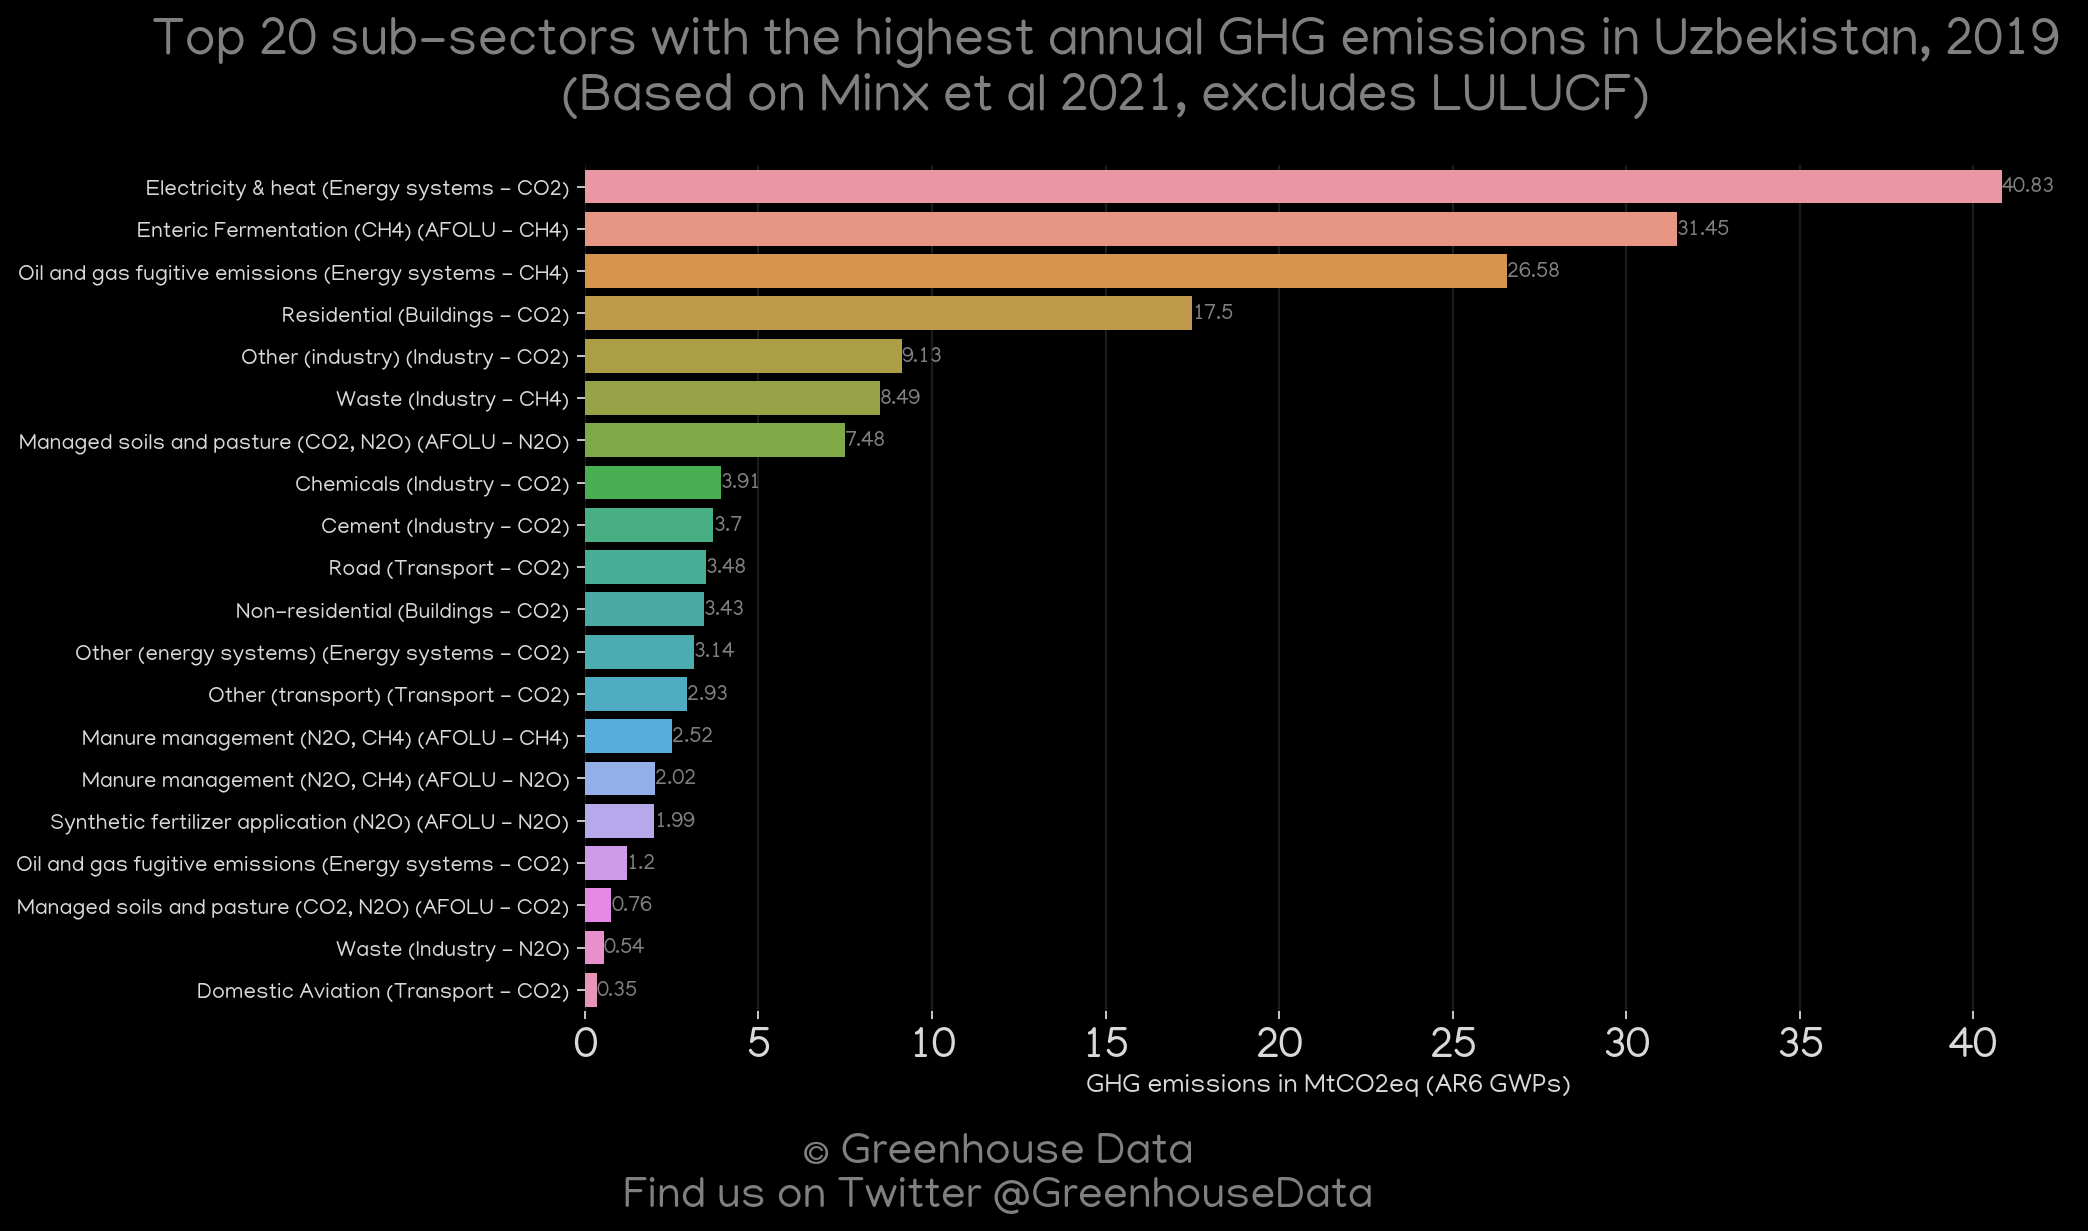 Top 20 sub-sectors with the highest annual GHG emissions in Uzbekistan, 2019
(Based on Minx et al 2021, excludes LULUCF)
Electricity & heat (Energy systems - CO2) 40.83
Enteric Fermentation (CH4) (AFOLU - CH4) 31.45
Oil and gas fugitive emissions (Energy systems - CH4) 26.58
Residential (Buildings - CO2) 17.5
Other (industry) (Industry - CO2) 9.13
Waste (Industry - CH4) 8.49
Managed soils and pasture (CO2, N2O) (AFOLU - N2O) 7.48
Chemicals (Industry - CO2) 3.91
Cement (Industry - CO2) 3.7
Road (Transport - CO2) 3.48
Non-residential (Buildings - CO2) 3.43
Other (energy systems) (Energy systems - CO2) 3.14
Other (transport) (Transport - CO2) 2.93
Manure management (N2O, CH4) (AFOLU - CH4) 2.52
Manure management (N2O, CH4) (AFOLU - N2O) 2.02
Synthetic fertilizer application (N2O) (AFOLU - N2O) 1.99
Oil and gas fugitive emissions (Energy systems - CO2) 1.2
Managed soils and pasture (CO2, N2O) (AFOLU - CO2) 0.76
Waste (Industry - N2O) 0.54
Domestic Aviation (Transport - CO2) 0.35
0 5 10 15 20 25 30 35 40
GHG emissions in MtCO2eq (AR6 GWPs)
© Greenhouse Data
Find us on Twitter @GreenhouseData